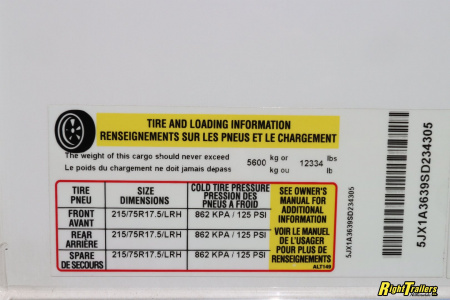 TIRE AND LOADING INFORMATION
RENSEIGNEMENTS SUR LES PNEUS ET LE CHARGEMENT
The weight of this cargo should never exceed 5600 kg or 12334 lbs
Le poids du chargement ne doit jamais depass kg ou lb
TIRE PNEU
SIZE DIMENSIONS
COLD TIRE PRESSURE PRESSION DES PNEUS A FROID
FRONT AVANT 215/75R17.5/LRH 862 KPA / 125 PSI
REAR ARRIÈRE 215/75R17.5/LRH 862 KPA / 125 PSI
SPARE DE SECOURS 215/75R17.5/LRH 862 KPA / 125 PSI
SEE OWNER'S
MANUAL FOR
ADDITIONAL
INFORMATION
VOIR LE MANUEL
DE L'USAGER
POUR PLUS DE
RENSEIGNEMENTS
ALT149
5JX1A3639SD234305
5JX1A3639SD234305
RightTrailers